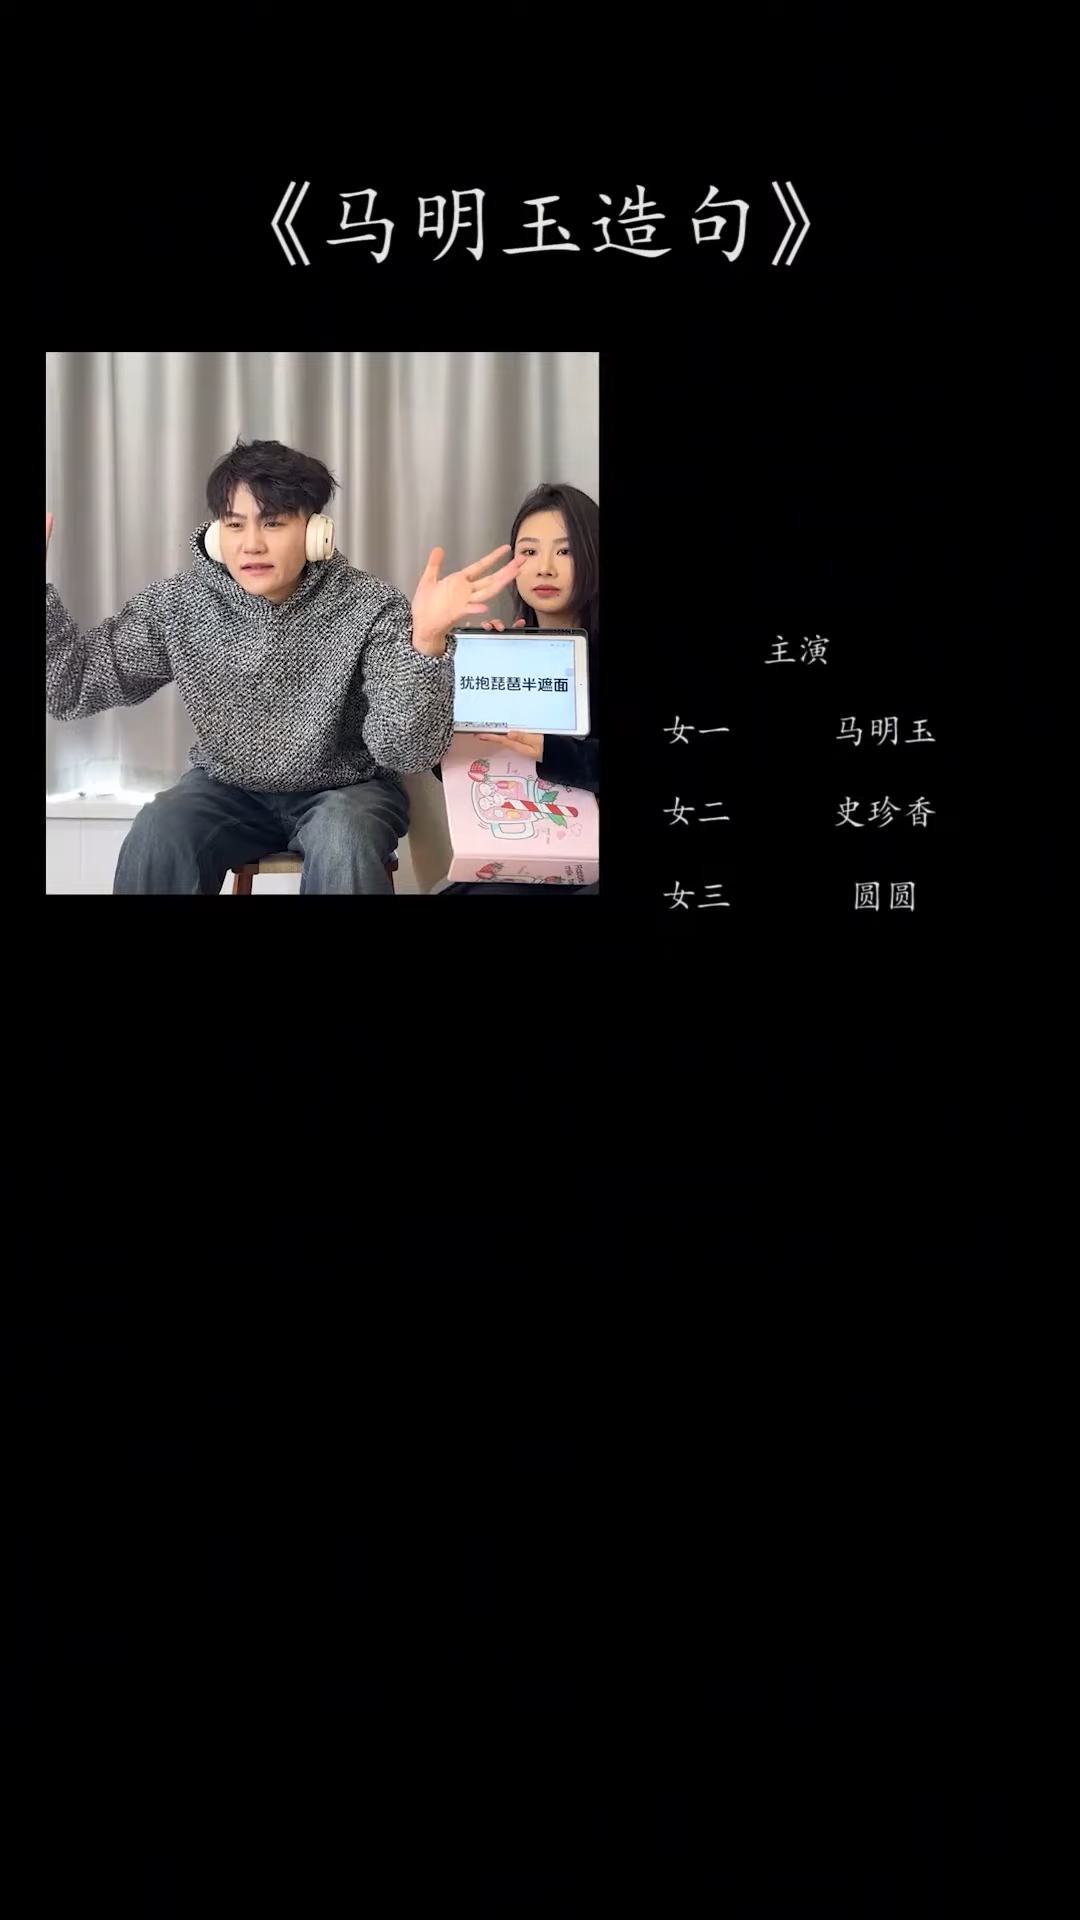 《马明玉造句》
犹抱琵琶半遮面
主演
女一 马明玉
女二 史珍香
女三 圆圆